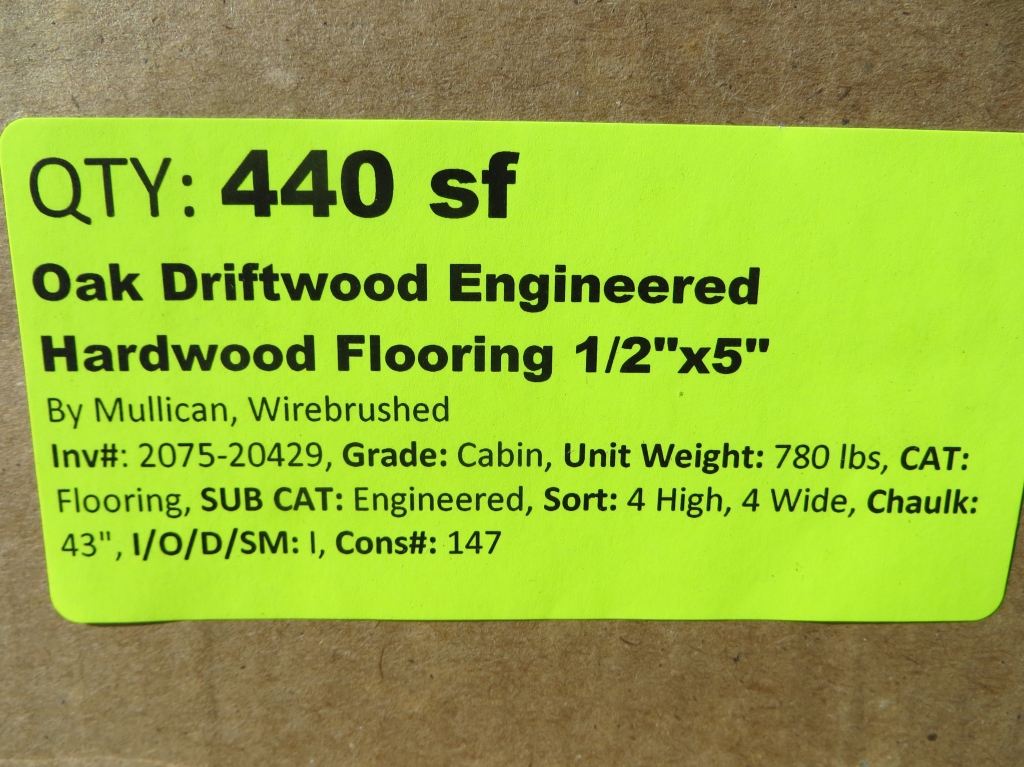 QTY: 440 sf
Oak Driftwood Engineered
Hardwood Flooring 1/2"x5"
By Mullican, Wirebrushed
Inv#: 2075-20429, Grade: Cabin, Unit Weight: 780 lbs, CAT:
Flooring, SUB CAT: Engineered, Sort: 4 High, 4 Wide, Chaulk:
43", I/O/D/SM: I, Cons#: 147